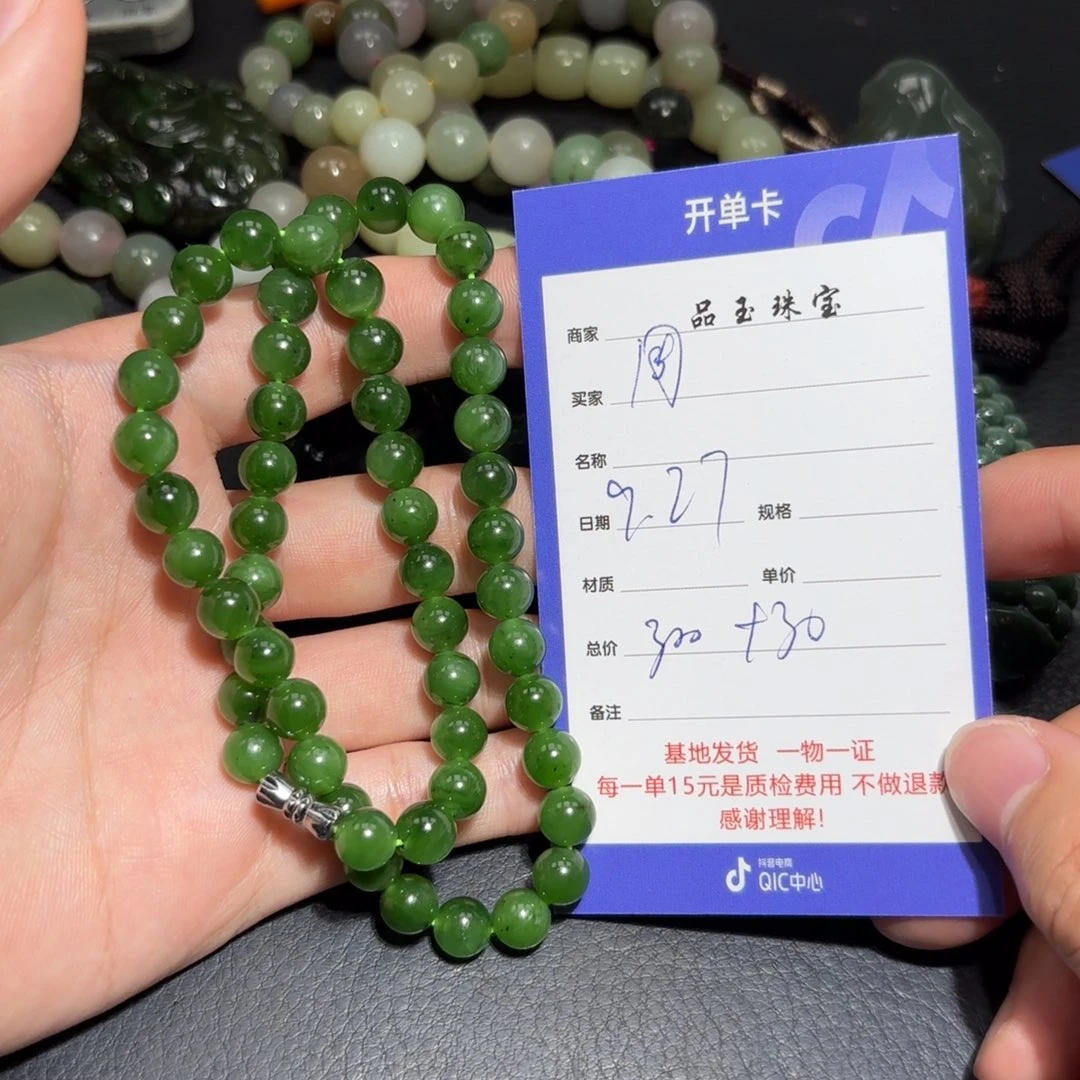 开单卡
商家 品玉珠宝
买家 周
名称
日期 9.27 规格
材质 单价
总价 300 +30
备注
基地发货 一物一证
每一单15元是质检费用 不做退款
感谢理解!
抖音电商
QIC中心